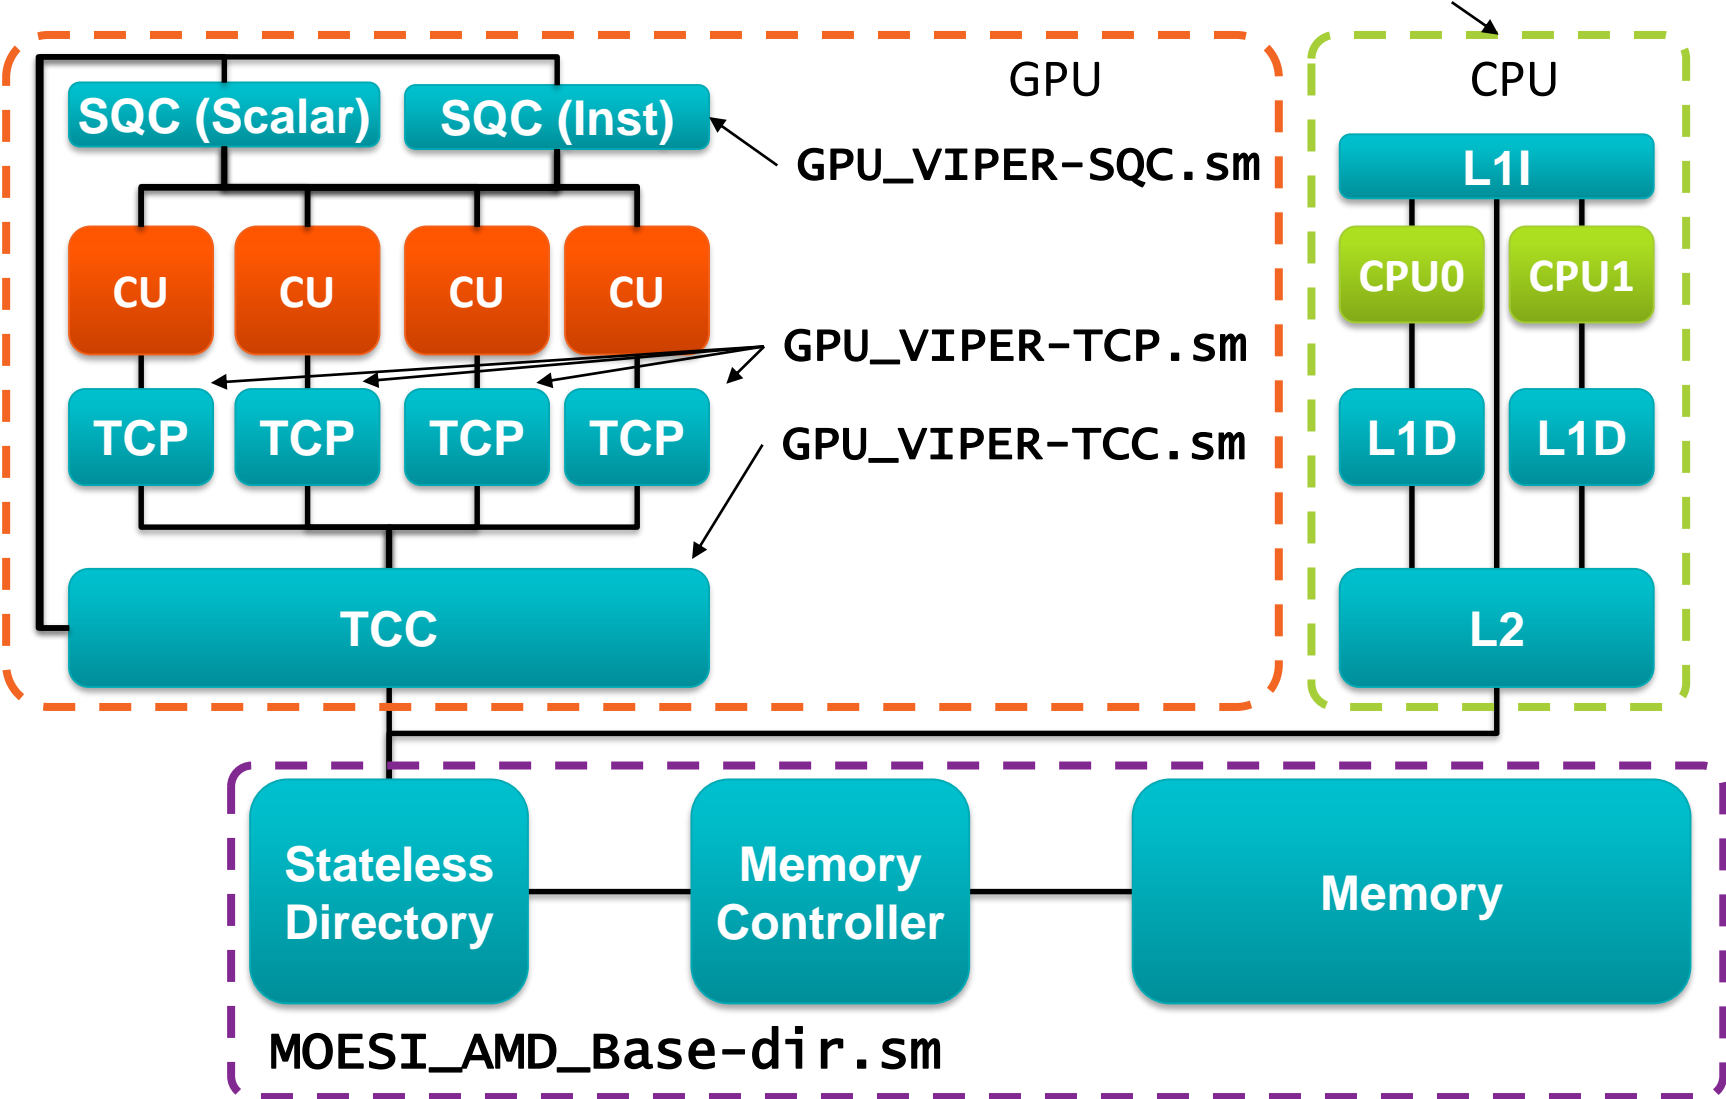 GPU
CPU
SQC (Scalar)
SQC (Inst)
GPU_VIPER-SQC.sm
L1I
CU
CU
CU
CU
CPU0
CPU1
GPU_VIPER-TCP.sm
TCP
TCP
TCP
TCP
GPU_VIPER-TCC.sm
L1D
L1D
TCC
L2
Stateless
Directory
Memory
Controller
Memory
MOESI_AMD_Base-dir.sm